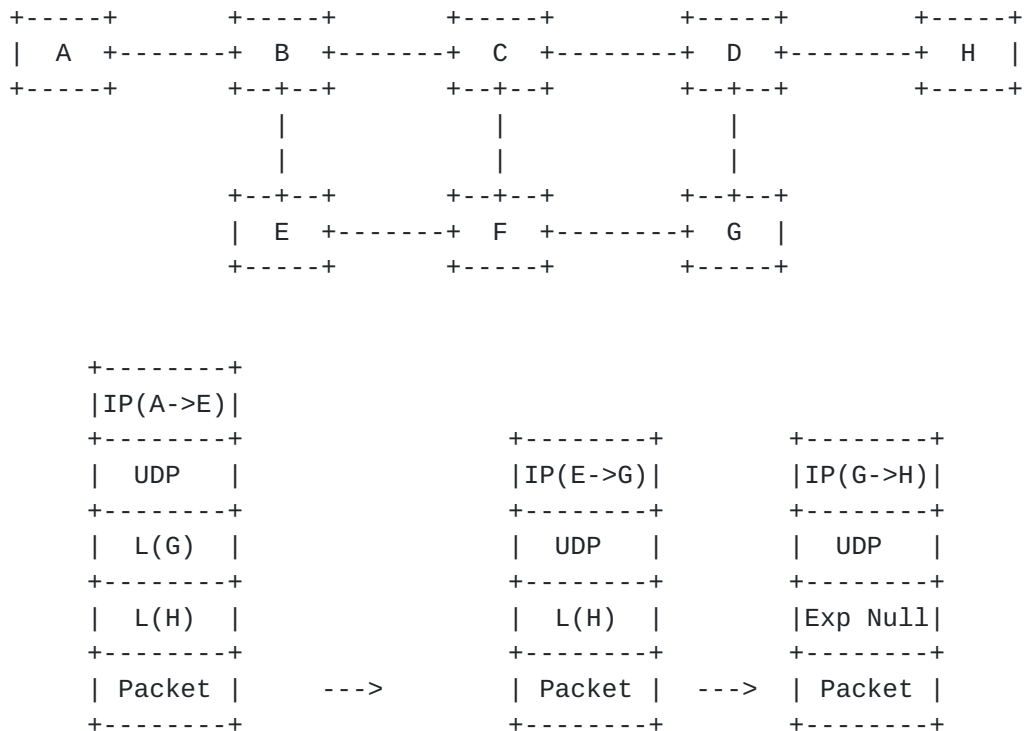 +-----+       +-----+       +-----+        +-----+        +-----+
|  A  +-------+  B  +-------+  C  +--------+  D  +--------+  H  |
+-----+       +--+--+       +--+--+        +--+--+        +-----+
                 |             |              |
                 |             |              |
              +--+--+       +--+--+        +--+--+
              |  E  +-------+  F  +--------+  G  |
              +-----+       +-----+        +-----+
     +--------+
     |IP(A->E)|
     +--------+                +--------+       +--------+
     |  UDP   |                |IP(E->G)|       |IP(G->H)|
     +--------+                +--------+       +--------+
     |  L(G)  |                |  UDP   |       |  UDP   |
     +--------+                +--------+       +--------+
     |  L(H)  |                |  L(H)  |       |Exp Null|
     +--------+                +--------+       +--------+
     | Packet |     --->       | Packet |  ---> | Packet |
     +--------+                +--------+       +--------+